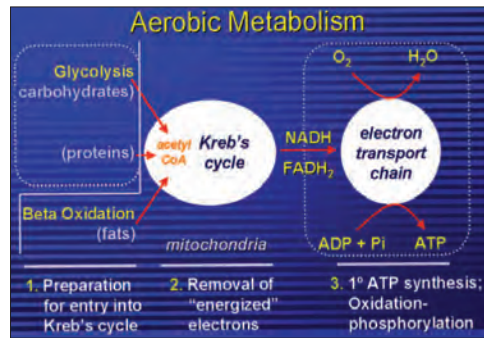 Aerobic Metabolism
Glycolysis
carbohydrates)
(proteins)
Beta Oxidation
(fats)
acetyl
CoA
Kreb's
cycle
mitochondria
NADH
FADH₂
O₂
H₂O
electron
transport
chain
ADP + Pi
ATP
1. Preparation
for entry into
Kreb's cycle
2. Removal of
"energized"
electrons
3. 1º ATP synthesis;
Oxidation-
phosphorylation